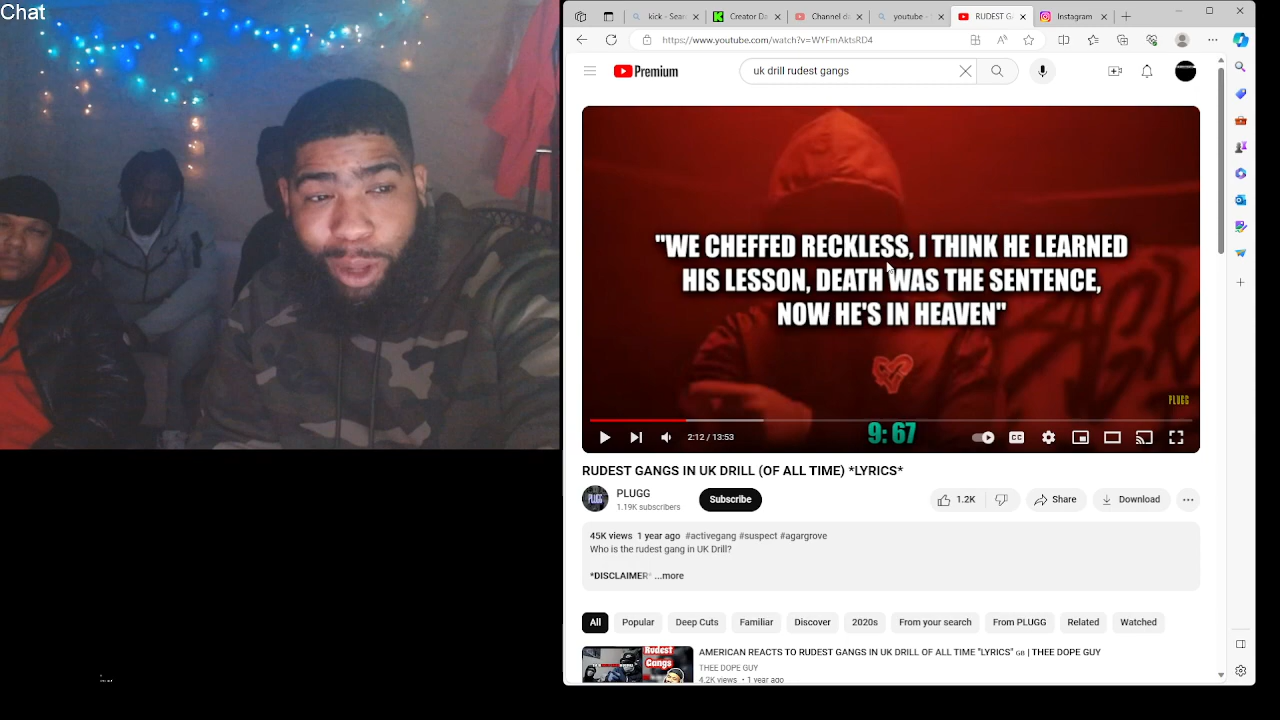 Chat
kick - Sear
Creator Da
Channel da
youtube -
RUDEST GA
Instagram
https://www.youtube.com/watch?v=WYFmAktsRD4
Premium
uk drill rudest gangs
"WE CHEFFED RECKLESS, I THINK HE LEARNED
HIS LESSON, DEATH WAS THE SENTENCE,
NOW HE'S IN HEAVEN"
PLUGG
9: 67
2:12 / 13:53
CC
RUDEST GANGS IN UK DRILL (OF ALL TIME) *LYRICS*
PLUGG
PLUGG
1.19K subscribers
Subscribe
1.2K
Share
Download
45K views 1 year ago #activegang #suspect #agargrove
Who is the rudest gang in UK Drill?
*DISCLAIMER* ...more
All
Popular
Deep Cuts
Familiar
Discover
2020s
From your search
From PLUGG
Related
Watched
Rudest
Gangs
AMERICAN REACTS TO RUDEST GANGS IN UK DRILL OF ALL TIME "LYRICS" GB | THEE DOPE GUY
THEE DOPE GUY
4.2K views • 1 year ago